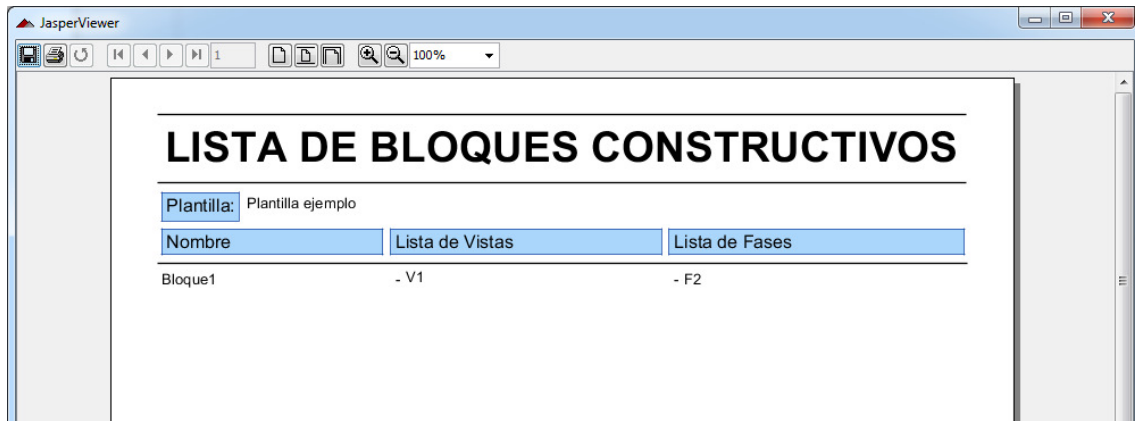 JasperViewer
1 100%
LISTA DE BLOQUES CONSTRUCTIVOS
Plantilla: Plantilla ejemplo
Nombre Lista de Vistas Lista de Fases
Bloque1 - V1 - F2